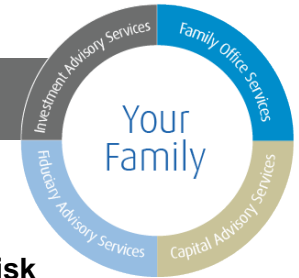 Investment Advisory Services
Family Office Services
Your
Family
Fiduciary Advisory Services
Capital Advisory Services
isk